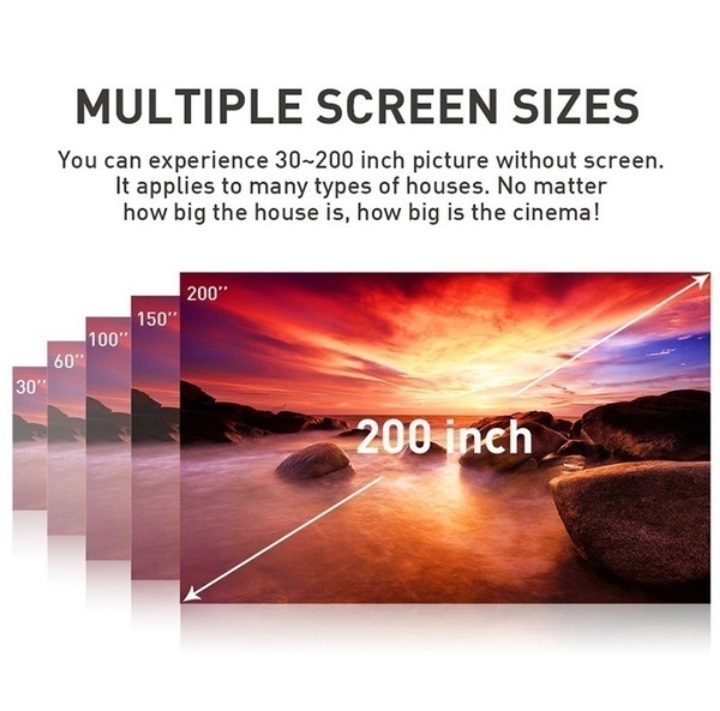 MULTIPLE SCREEN SIZES
You can experience 30~200 inch picture without screen.
It applies to many types of houses. No matter
how big the house is, how big is the cinema!
200’’
150’’
100’’
60’’
30’’
200 inch